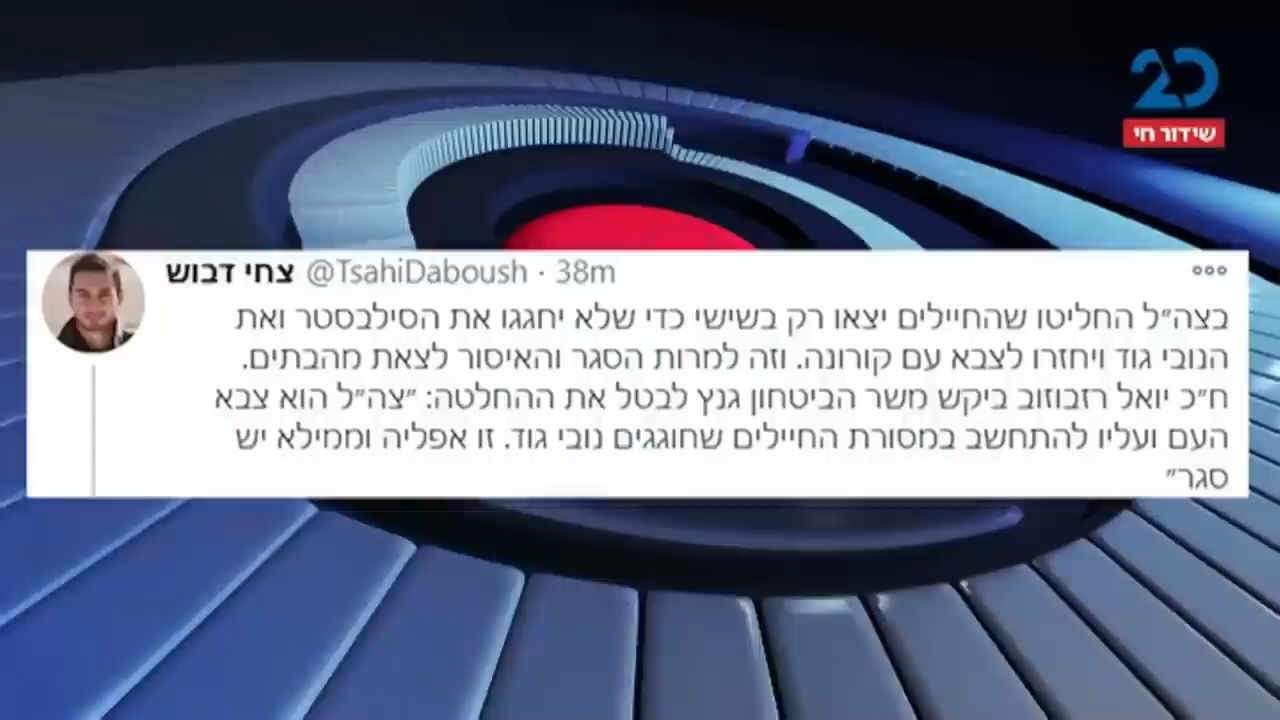 20
שידור חי
צחי דבוש @TsahiDaboush · 38m
בצה״ל החליטו שהחיילים יצאו רק בשישי כדי שלא יחגגו את הסילבסטר ואת
הנובי גוד ויחזרו לצבא עם קורונה. וזה למרות הסגר והאיסור לצאת מהבתים.
ח״כ יואל רזבוזוב ביקש משר הביטחון גנץ לבטל את ההחלטה: ״צה״ל הוא צבא
העם ועליו להתחשב במסורת החיילים שחוגגים נובי גוד. זו אפליה וממילא יש
סגר״